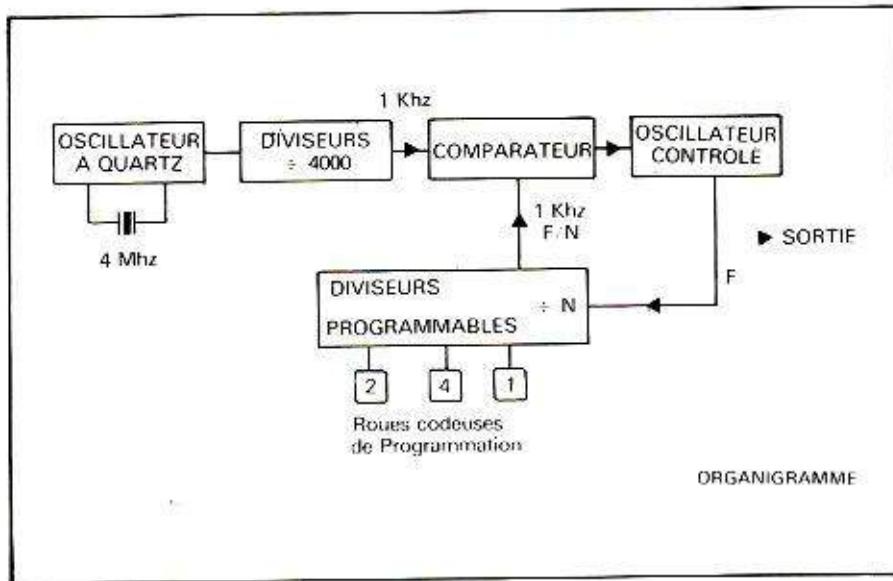 1 Khz
OSCILLATEUR
A QUARTZ
DIVISEURS
÷ 4000
COMPARATEUR
OSCILLATEUR
CONTRÔLÉ
4 Mhz
1 Khz
F/N
SORTIE
F
DIVISEURS
÷ N
PROGRAMMABLES
2 4 1
Roues codeuses
de Programmation
ORGANIGRAMME